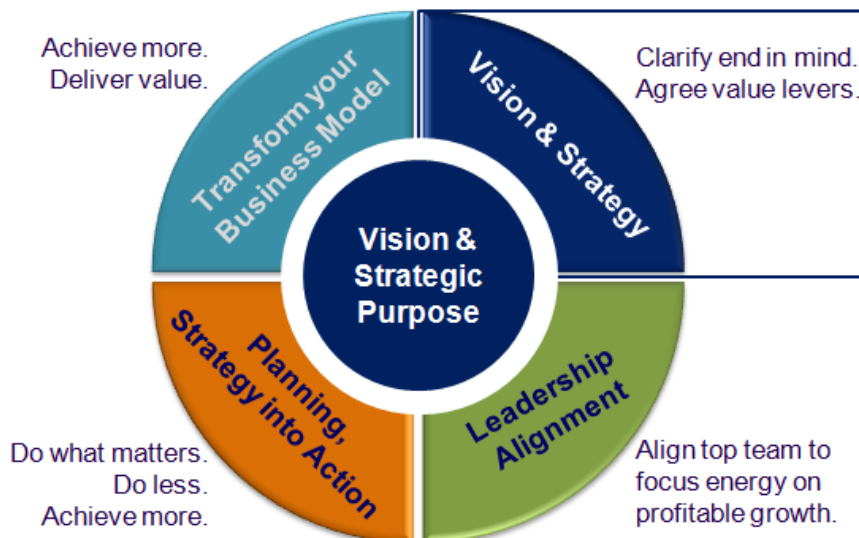 Achieve more.
Deliver value.
Transform your
Business Model
Vision & Strategy
Clarify end in mind.
Agree value levers.
Vision &
Strategic
Purpose
Planning,
Strategy into Action
Do what matters.
Do less.
Achieve more.
Leadership
Alignment
Align top team to
focus energy on
profitable growth.